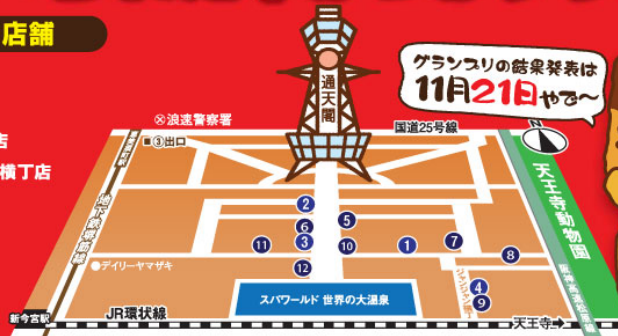 店舗
グランプリの結果発表は
11月21日やで〜
通天閣
⊗浪速警察署
国道25号線
N
■③出口
店
横丁店
地下鉄堺筋線
天王寺動物園
阪神高速松原線
2
5
6
11
3
10
1
7
8
●デイリーヤマザキ
12
ジャンジャン横丁
4
9
スパワールド 世界の大温泉
新今宮駅
JR環状線
天王寺→